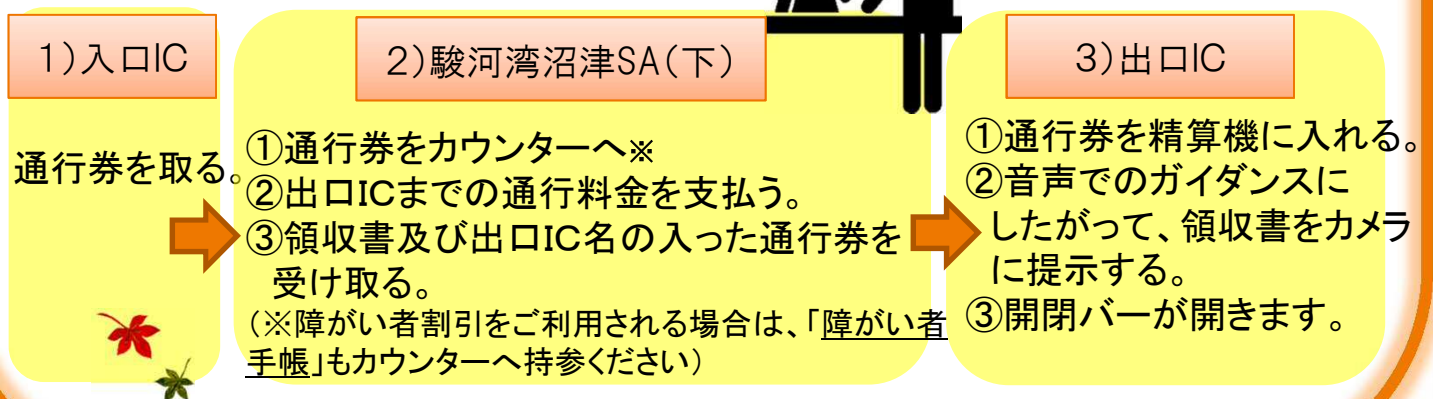 1)入口IC
通行券を取る。
2)駿河湾沼津SA(下)
①通行券をカウンターへ※
②出口ICまでの通行料金を支払う。
③領収書及び出口IC名の入った通行券を
受け取る。
(※障がい者割引をご利用される場合は、「障がい者
手帳」もカウンターへ持参ください)
3)出口IC
①通行券を精算機に入れる。
②音声でのガイダンスに
したがって、領収書をカメラ
に提示する。
③開閉バーが開きます。